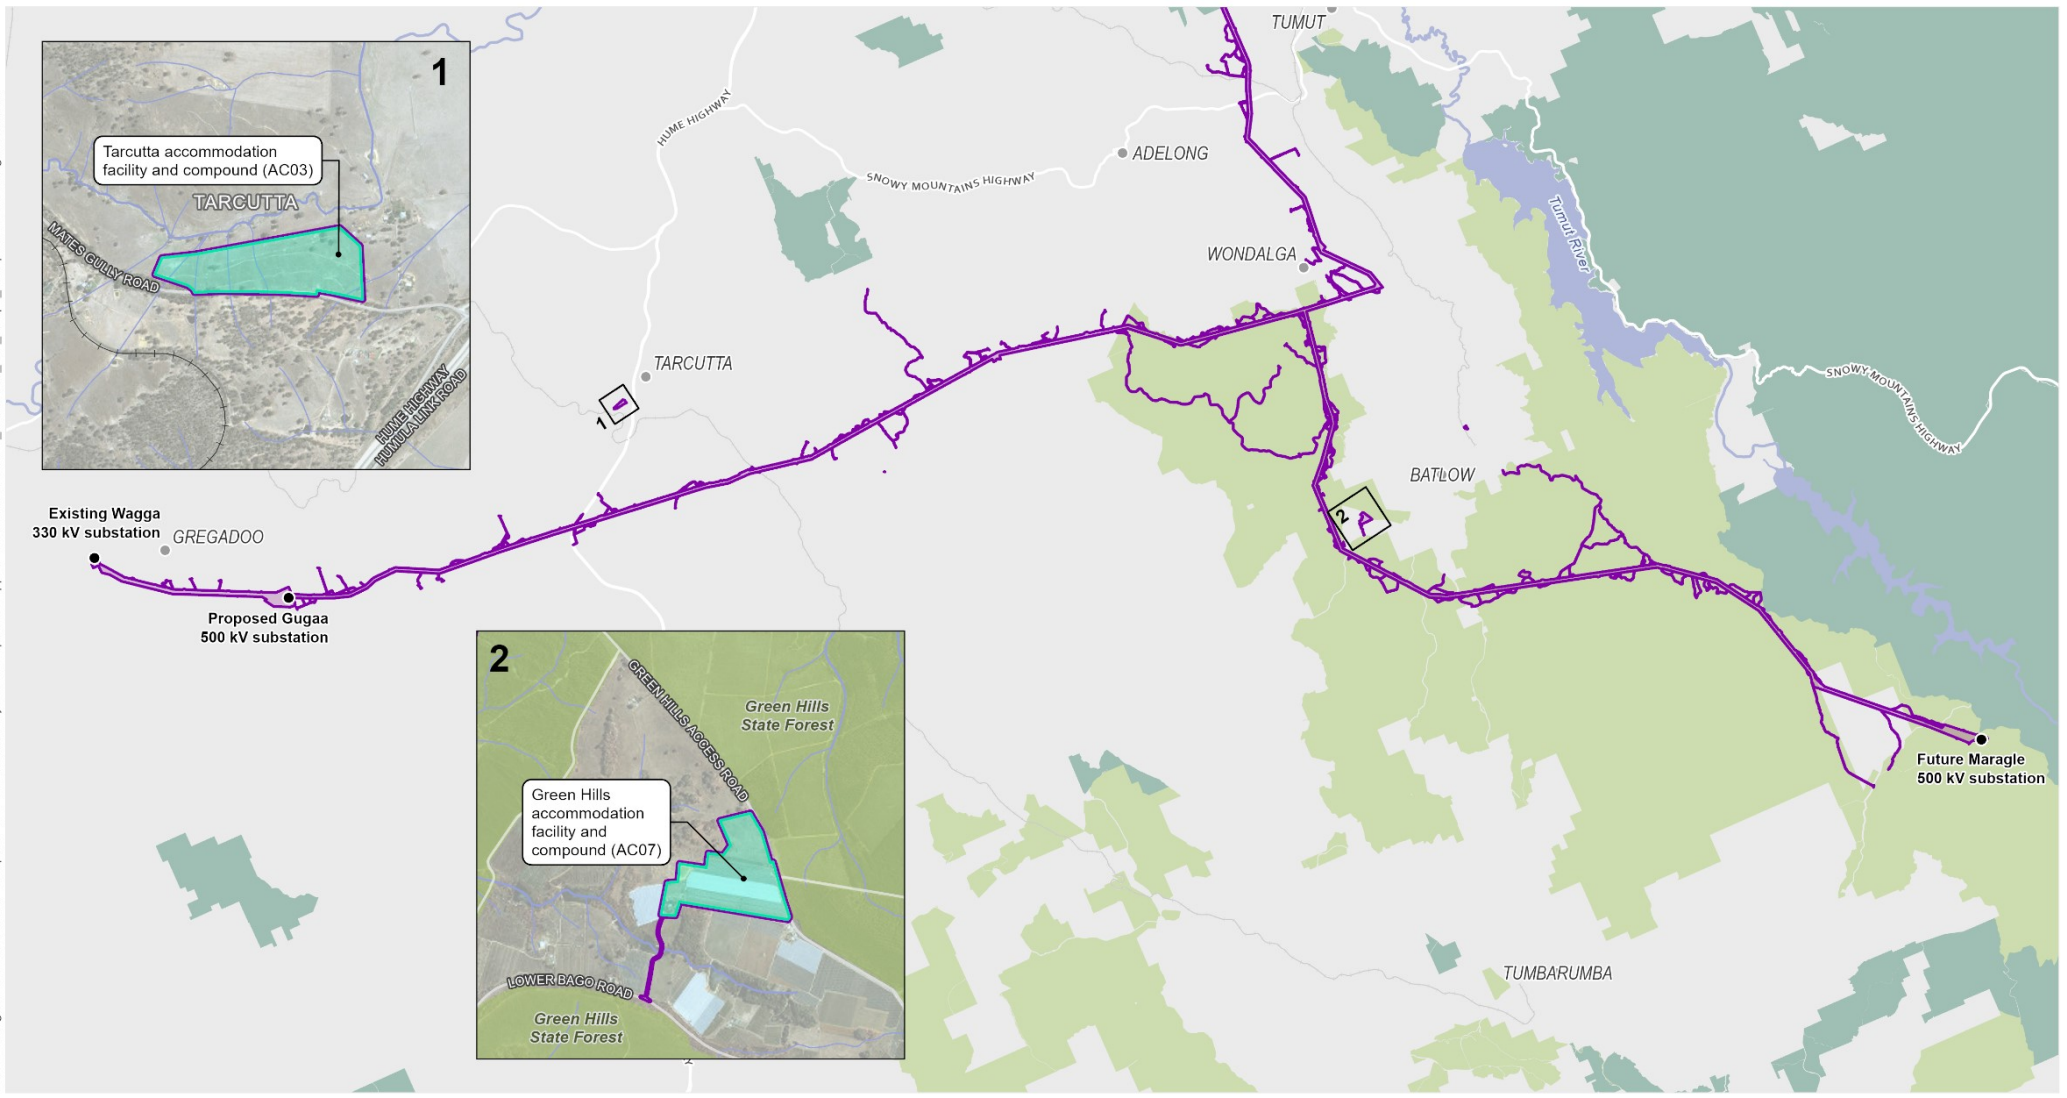 TUMUT
1
HUME HIGHWAY
ADELONG
SNOWY MOUNTAINS HIGHWAY
Tarcutta accommodation
facility and compound (AC03)
TARCUTTA
MATES GULLY ROAD
HUME HIGHWAY
HUMULA LINK ROAD
WONDALGA
Tumut River
TARCUTTA
1
SNOWY MOUNTAINS HIGHWAY
BATLOW
2
Existing Wagga
330 kV substation
GREGADOO
Proposed Gugaa
500 kV substation
2
GREEN HILLS ACCESS ROAD
Green Hills
State Forest
Green Hills
accommodation
facility and
compound (AC07)
LOWER BAGO ROAD
Green Hills
State Forest
Future Maragle
500 kV substation
TUMBARUMBA